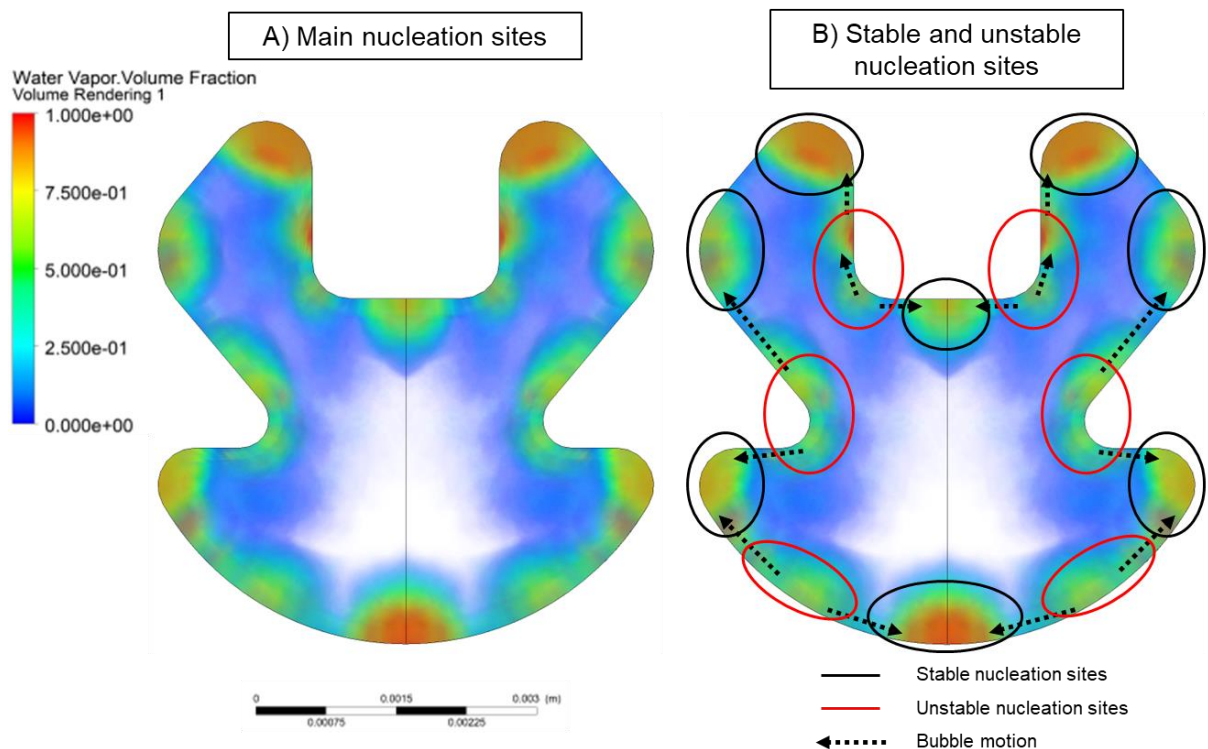 A) Main nucleation sites
B) Stable and unstable
nucleation sites
Water Vapor.Volume Fraction
Volume Rendering 1
1.000e+00
7.500e-01
5.000e-01
2.500e-01
0.000e+00
0 0.0015 0.003 (m)
0.00075 0.00225
Stable nucleation sites
Unstable nucleation sites
Bubble motion